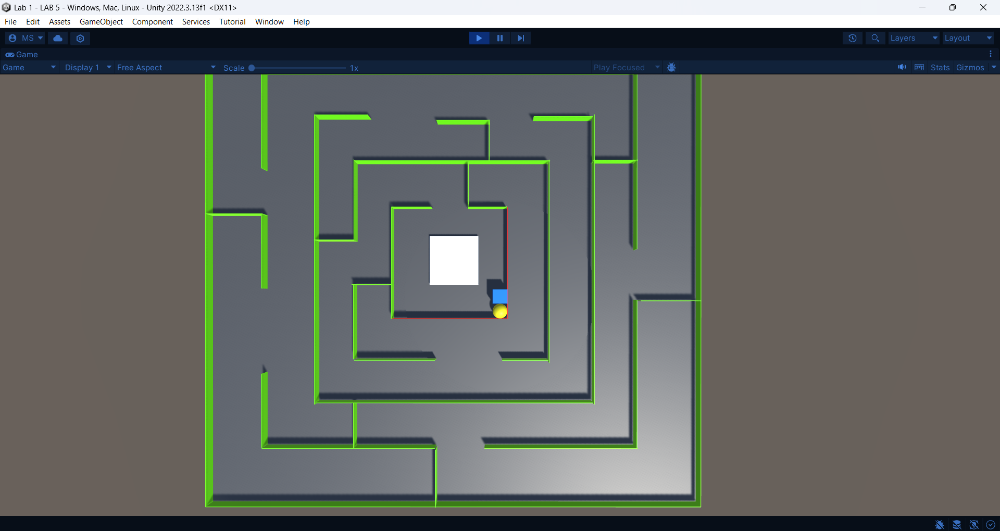 Lab 1 - LAB 5 - Windows, Mac, Linux - Unity 2022.3.13f1 <DX11>
File Edit Assets GameObject Component Services Tutorial Window Help
MS Layers Layout
Game
Game Display 1 Free Aspect Scale 1x Play Focused Stats Gizmos